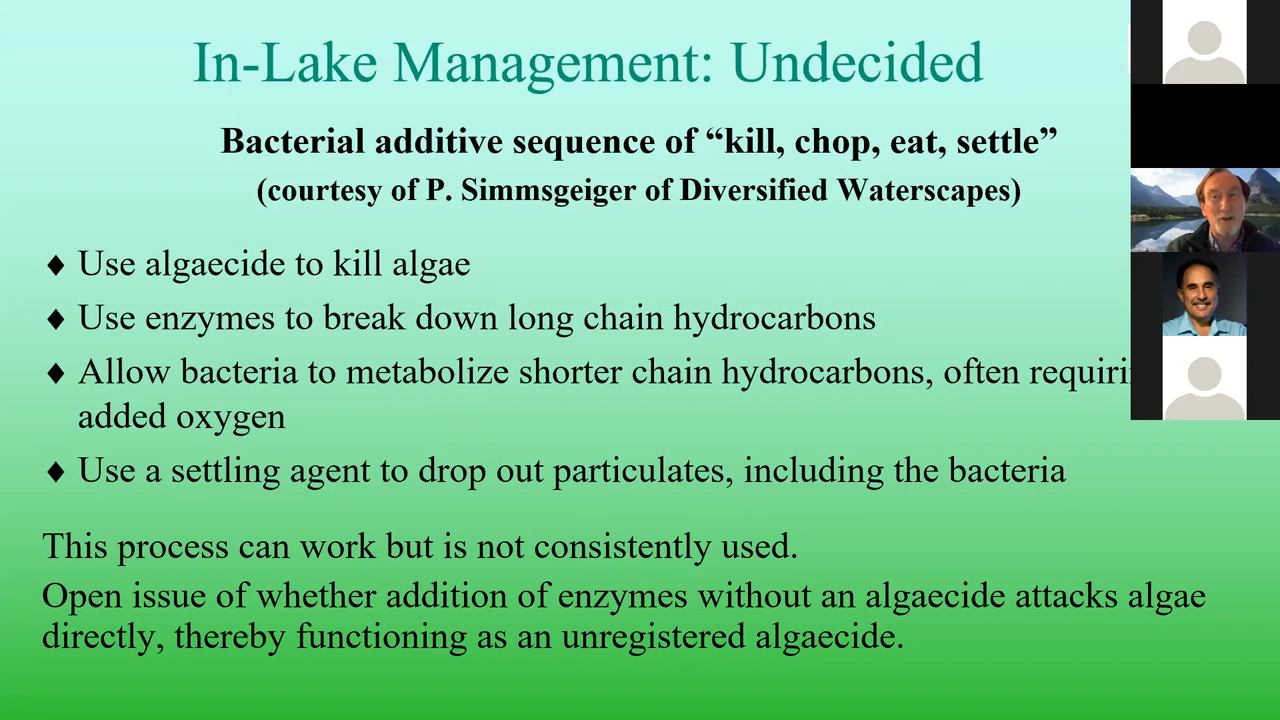 In-Lake Management: Undecided
Bacterial additive sequence of “kill, chop, eat, settle”
(courtesy of P. Simmsgeiger of Diversified Waterscapes)
♦ Use algaecide to kill algae
♦ Use enzymes to break down long chain hydrocarbons
♦ Allow bacteria to metabolize shorter chain hydrocarbons, often
added oxygen
♦ Use a settling agent to drop out particulates, including the bacteria
This process can work but is not consistently used.
Open issue of whether addition of enzymes without an algaecide attacks algae
directly, thereby functioning as an unregistered algaecide.